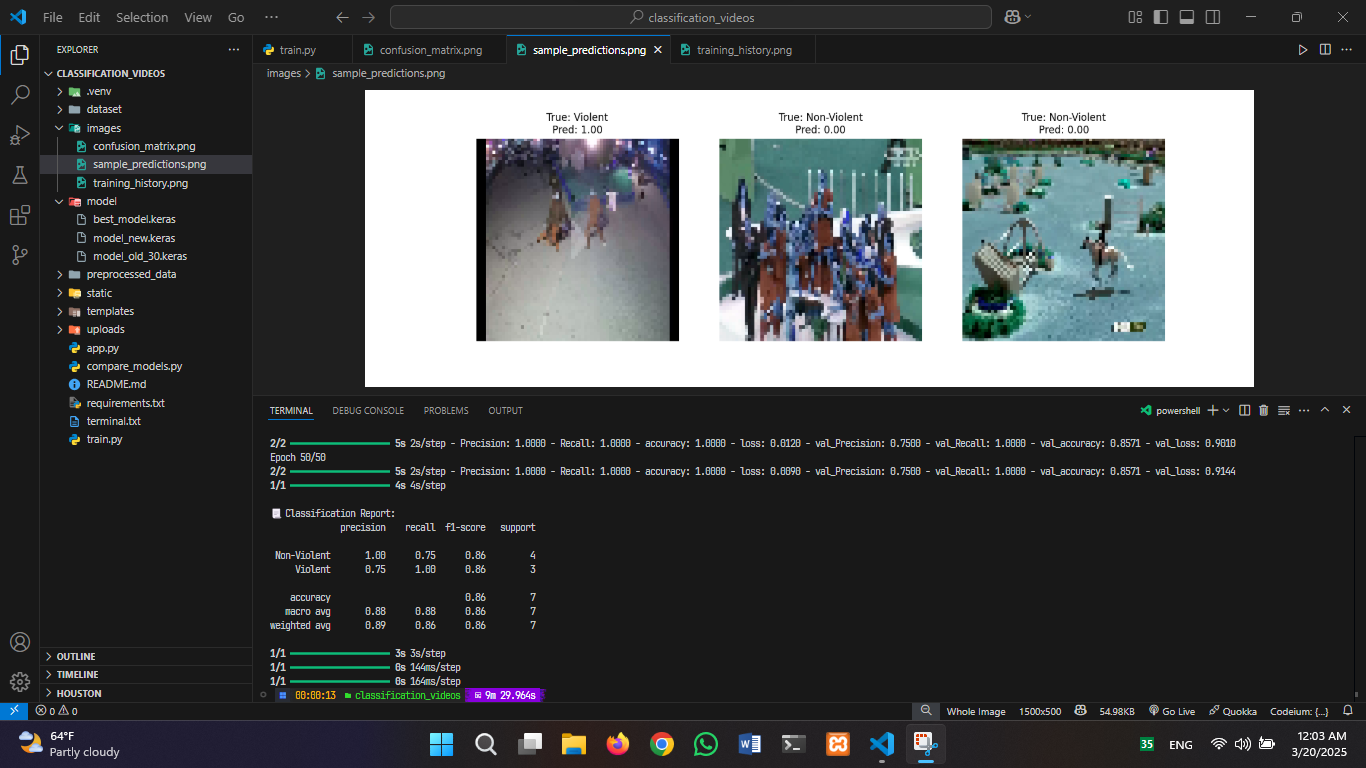 File Edit Selection View Go ···
classification_videos
EXPLORER ···
CLASSIFICATION_VIDEOS
.venv
dataset
images
confusion_matrix.png
sample_predictions.png
training_history.png
model
best_model.keras
model_new.keras
model_old_30.keras
preprocessed_data
static
templates
uploads
app.py
compare_models.py
README.md
requirements.txt
terminal.txt
train.py
OUTLINE
TIMELINE
HOUSTON
train.py confusion_matrix.png sample_predictions.png training_history.png
images > sample_predictions.png
True: Violent
Pred: 1.00
True: Non-Violent
Pred: 0.00
True: Non-Violent
Pred: 0.00
TERMINAL DEBUG CONSOLE PROBLEMS OUTPUT powershell
2/2 5s 2s/step - Precision: 1.0000 - Recall: 1.0000 - accuracy: 1.0000 - loss: 0.0120 - val_Precision: 0.7500 - val_Recall: 1.0000 - val_accuracy: 0.8571 - val_loss: 0.9010
Epoch 50/50
2/2 5s 2s/step - Precision: 1.0000 - Recall: 1.0000 - accuracy: 1.0000 - loss: 0.0090 - val_Precision: 0.7500 - val_Recall: 1.0000 - val_accuracy: 0.8571 - val_loss: 0.9144
1/1 4s 4s/step
Classification Report:
precision recall f1-score support
Non-Violent 1.00 0.75 0.86 4
Violent 0.75 1.00 0.86 3
accuracy 0.86 7
macro avg 0.88 0.88 0.86 7
weighted avg 0.89 0.86 0.86 7
1/1 3s 3s/step
1/1 0s 144ms/step
1/1 0s 164ms/step
00:00:13 classification_videos 9m 29.964s
0 0 Whole Image 1500x500 54.98KB Go Live Quokka Codeium: {...}
64°F
Partly cloudy
35 ENG
12:03 AM
3/20/2025